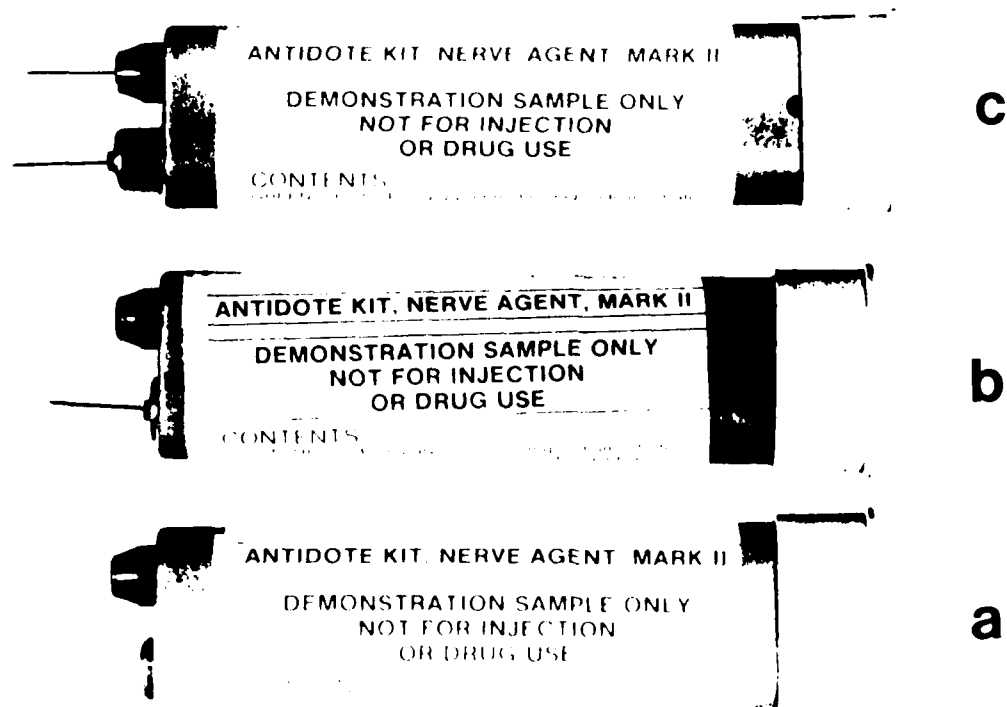 ANTIDOTE KIT NERVE AGENT MARK II
DEMONSTRATION SAMPLE ONLY
NOT FOR INJECTION
OR DRUG USE
CONTENTS
c
ANTIDOTE KIT, NERVE AGENT, MARK II
DEMONSTRATION SAMPLE ONLY
NOT FOR INJECTION
OR DRUG USE
CONTENTS
b
ANTIDOTE KIT, NERVE AGENT MARK II
DEMONSTRATION SAMPLE ONLY
NOT FOR INJECTION
OR DRUG USE
a